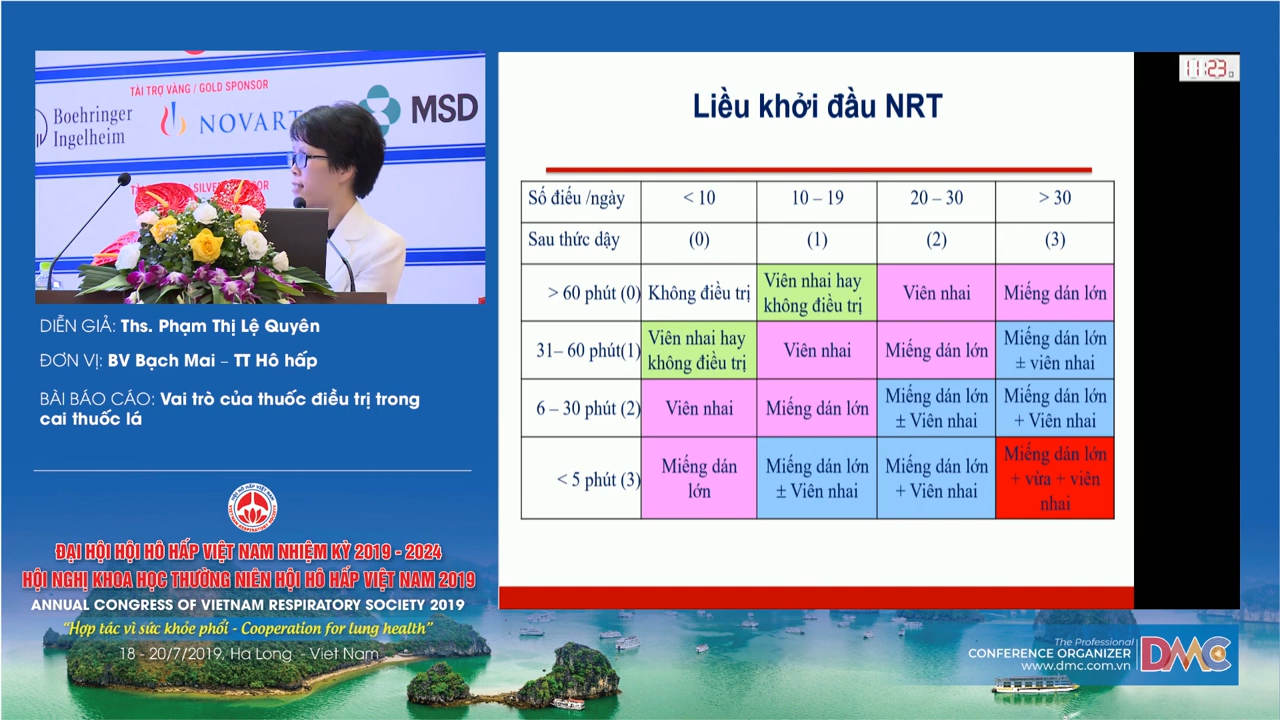 TÀI TRỢ VÀNG / GOLD SPONSOR
Boehringer
Ingelheim
NOVART
MSD
DIỄN GIẢ: Ths. Phạm Thị Lệ Quyên
ĐƠN VỊ: BV Bạch Mai – TT Hô hấp
BÀI BÁO CÁO: Vai trò của thuốc điều trị trong
cai thuốc lá
HỘI HÔ HẤP VIỆT NAM
VIETNAM RESPIRATORY SOCIETY
ĐẠI HỘI HỘI HÔ HẤP VIỆT NAM NHIỆM KỲ 2019 - 2024
HỘI NGHỊ KHOA HỌC THƯỜNG NIÊN HỘI HÔ HẤP VIỆT NAM 2019
ANNUAL CONGRESS OF VIETNAM RESPIRATORY SOCIETY 2019
“Hợp tác vì sức khỏe phổi - Cooperation for lung health”
18 - 20/7/2019, Ha Long - Viet Nam
11:23
Liều khởi đầu NRT
Số điếu /ngày < 10 10 – 19 20 – 30 > 30
Sau thức dậy (0) (1) (2) (3)
> 60 phút (0) Không điều trị Viên nhai hay không điều trị Viên nhai Miếng dán lớn
31– 60 phút(1) Viên nhai hay không điều trị Viên nhai Miếng dán lớn Miếng dán lớn ± viên nhai
6 – 30 phút (2) Viên nhai Miếng dán lớn Miếng dán lớn ± Viên nhai Miếng dán lớn + Viên nhai
< 5 phút (3) Miếng dán lớn Miếng dán lớn ± Viên nhai Miếng dán lớn + Viên nhai Miếng dán lớn + vừa + viên nhai
The Professional
CONFERENCE ORGANIZER
www.dmc.com.vn
DMC